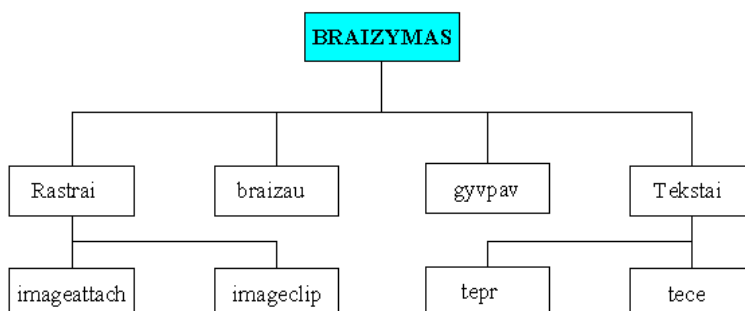 BRAIZYMAS
Rastrai
braizau
gyvpav
Tekstai
imageattach
imageclip
tepr
tece